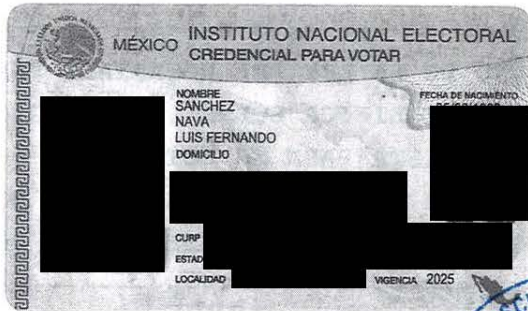 MÉXICO
INSTITUTO NACIONAL ELECTORAL
CREDENCIAL PARA VOTAR
NOMBRE
SANCHEZ
NAVA
LUIS FERNANDO
FECHA DE NACIMIENTO
DOMICILIO
CURP
LOCALIDAD
VIGENCIA 2025